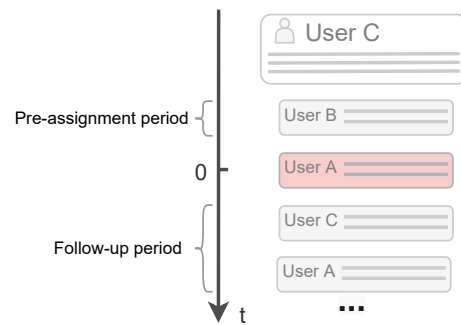 User C
Pre-assignment period
User B
0
User A
User C
Follow-up period
User A
...
t